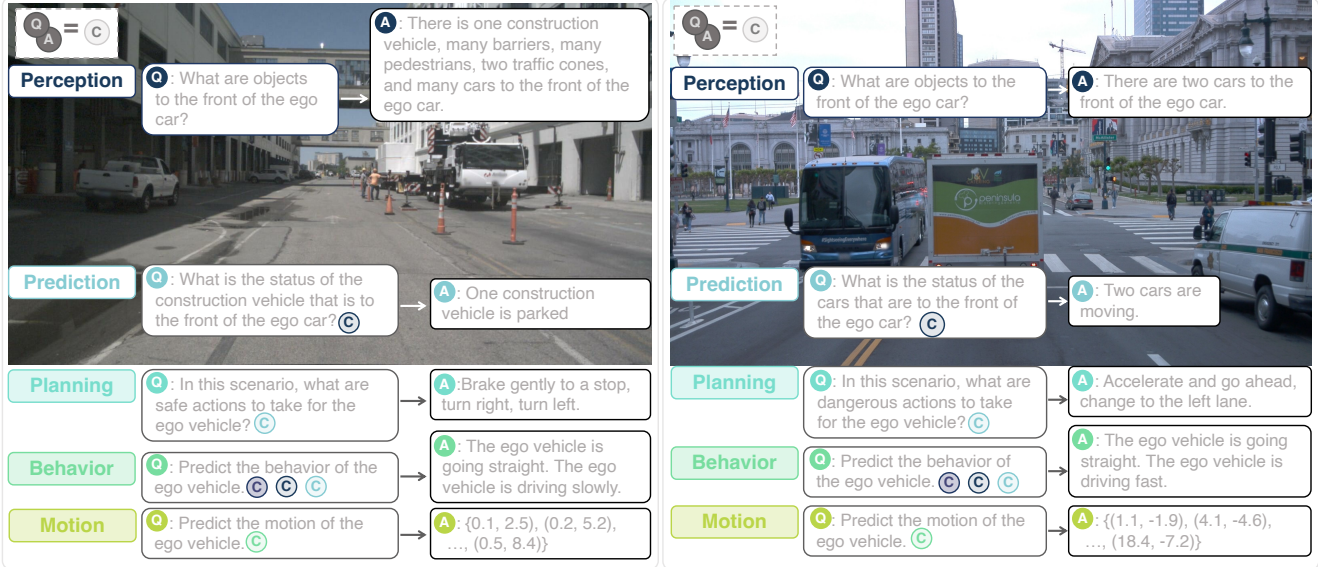 Q A = C
Perception
Q: What are objects
to the front of the ego
car?
A: There is one construction
vehicle, many barriers, many
pedestrians, two traffic cones,
and many cars to the front of the
ego car.
Prediction
Q: What is the status of the
construction vehicle that is to
the front of the ego car? C
A: One construction
vehicle is parked
Planning
Q: In this scenario, what are
safe actions to take for the
ego vehicle? C
A:Brake gently to a stop,
turn right, turn left.
Behavior
Q: Predict the behavior of the
ego vehicle. C C C
A: The ego vehicle is
going straight. The ego
vehicle is driving slowly.
Motion
Q: Predict the motion of the
ego vehicle. C
A: {0.1, 2.5), (0.2, 5.2),
…, (0.5, 8.4)}
Q A = C
Perception
Q: What are objects to the
front of the ego car?
A: There are two cars to the
front of the ego car.
peninsula
Prediction
Q: What is the status of the
cars that are to the front of
the ego car? C
A: Two cars are
moving.
Planning
Q: In this scenario, what are
dangerous actions to take
for the ego vehicle? C
A: Accelerate and go ahead,
change to the left lane.
Behavior
Q: Predict the behavior of
the ego vehicle. C C C
A: The ego vehicle is going
straight. The ego vehicle is
driving fast.
Motion
Q: Predict the motion of the
ego vehicle. C
A: {(1.1, -1.9), (4.1, -4.6),
…, (18.4, -7.2)}